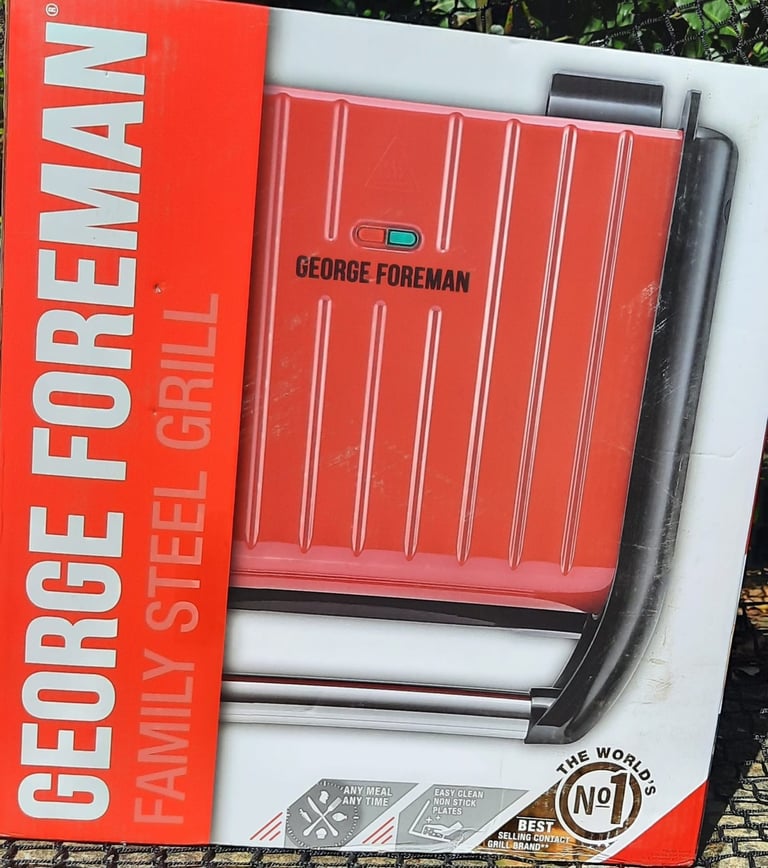 GEORGE FOREMAN®
FAMILY STEEL GRILL
GEORGE FOREMAN
ANY MEAL
ANY TIME
EASY CLEAN
NON STICK
PLATES
THE WORLD'S
Nº1
BEST
SELLING CONTACT
GRILL BRAND**